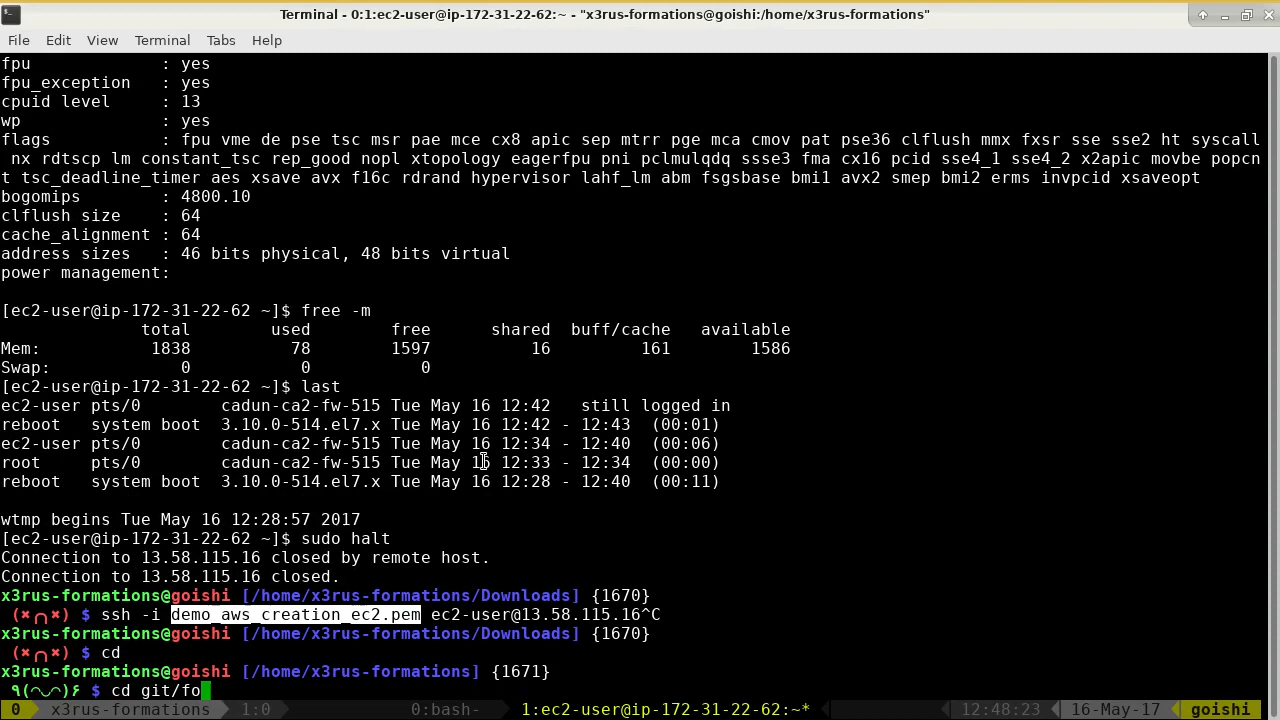 Terminal - 0:1:ec2-user@ip-172-31-22-62:~ - "x3rus-formations@goishi:/home/x3rus-formations"
File Edit View Terminal Tabs Help
fpu : yes
fpu_exception : yes
cpuid level : 13
wp : yes
flags : fpu vme de pse tsc msr pae mce cx8 apic sep mtrr pge mca cmov pat pse36 clflush mmx fxsr sse sse2 ht syscall
nx rdtscp lm constant_tsc rep_good nopl xtopology eagerfpu pni pclmulqdq ssse3 fma cx16 pcid sse4_1 sse4_2 x2apic movbe popcn
t tsc_deadline_timer aes xsave avx f16c rdrand hypervisor lahf_lm abm fsgsbase bmi1 avx2 smep bmi2 erms invpcid xsaveopt
bogomips : 4800.10
clflush size : 64
cache_alignment : 64
address sizes : 46 bits physical, 48 bits virtual
power management:
[ec2-user@ip-172-31-22-62 ~]$ free -m
total used free shared buff/cache available
Mem: 1838 78 1597 16 161 1586
Swap: 0 0 0
[ec2-user@ip-172-31-22-62 ~]$ last
ec2-user pts/0 cadun-ca2-fw-515 Tue May 16 12:42 still logged in
reboot system boot 3.10.0-514.el7.x Tue May 16 12:42 - 12:43 (00:01)
ec2-user pts/0 cadun-ca2-fw-515 Tue May 16 12:34 - 12:40 (00:06)
root pts/0 cadun-ca2-fw-515 Tue May 16 12:33 - 12:34 (00:00)
reboot system boot 3.10.0-514.el7.x Tue May 16 12:28 - 12:40 (00:11)
wtmp begins Tue May 16 12:28:57 2017
[ec2-user@ip-172-31-22-62 ~]$ sudo halt
Connection to 13.58.115.16 closed by remote host.
Connection to 13.58.115.16 closed.
x3rus-formations@goishi [/home/x3rus-formations/Downloads] {1670}
(✖╭╮✖) $ ssh -i demo_aws_creation_ec2.pem ec2-user@13.58.115.16^C
x3rus-formations@goishi [/home/x3rus-formations/Downloads] {1670}
(✖╭╮✖) $ cd
x3rus-formations@goishi [/home/x3rus-formations] {1671}
٩(◠◡◠)۶ $ cd git/fo
0 x3rus-formations 1:0 0:bash- 1:ec2-user@ip-172-31-22-62:~* 12:48:23 16-May-17 goishi